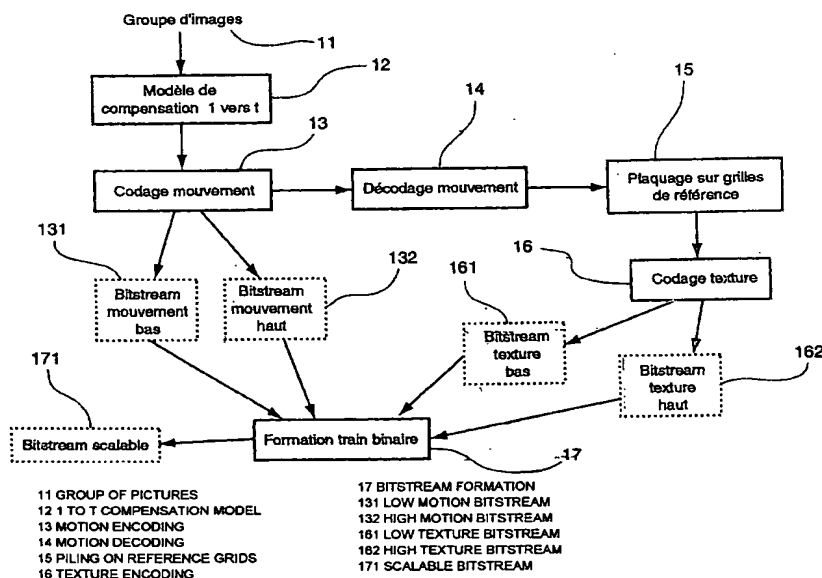 Groupe d'images
11
12
Modèle de
compensation 1 vers t
13
14
15
Codage mouvement
Décodage mouvement
Plaquage sur grilles
de référence
131
132
16
161
Codage texture
Bitstream
mouvement
bas
Bitstream
mouvement
haut
Bitstream
texture
bas
162
Bitstream
texture
haut
171
Bitstream scalable
Formation train binaire
17
11 GROUP OF PICTURES
12 1 TO T COMPENSATION MODEL
13 MOTION ENCODING
14 MOTION DECODING
15 PILING ON REFERENCE GRIDS
16 TEXTURE ENCODING
17 BITSTREAM FORMATION
131 LOW MOTION BITSTREAM
132 HIGH MOTION BITSTREAM
161 LOW TEXTURE BITSTREAM
162 HIGH TEXTURE BITSTREAM
171 SCALABLE BITSTREAM